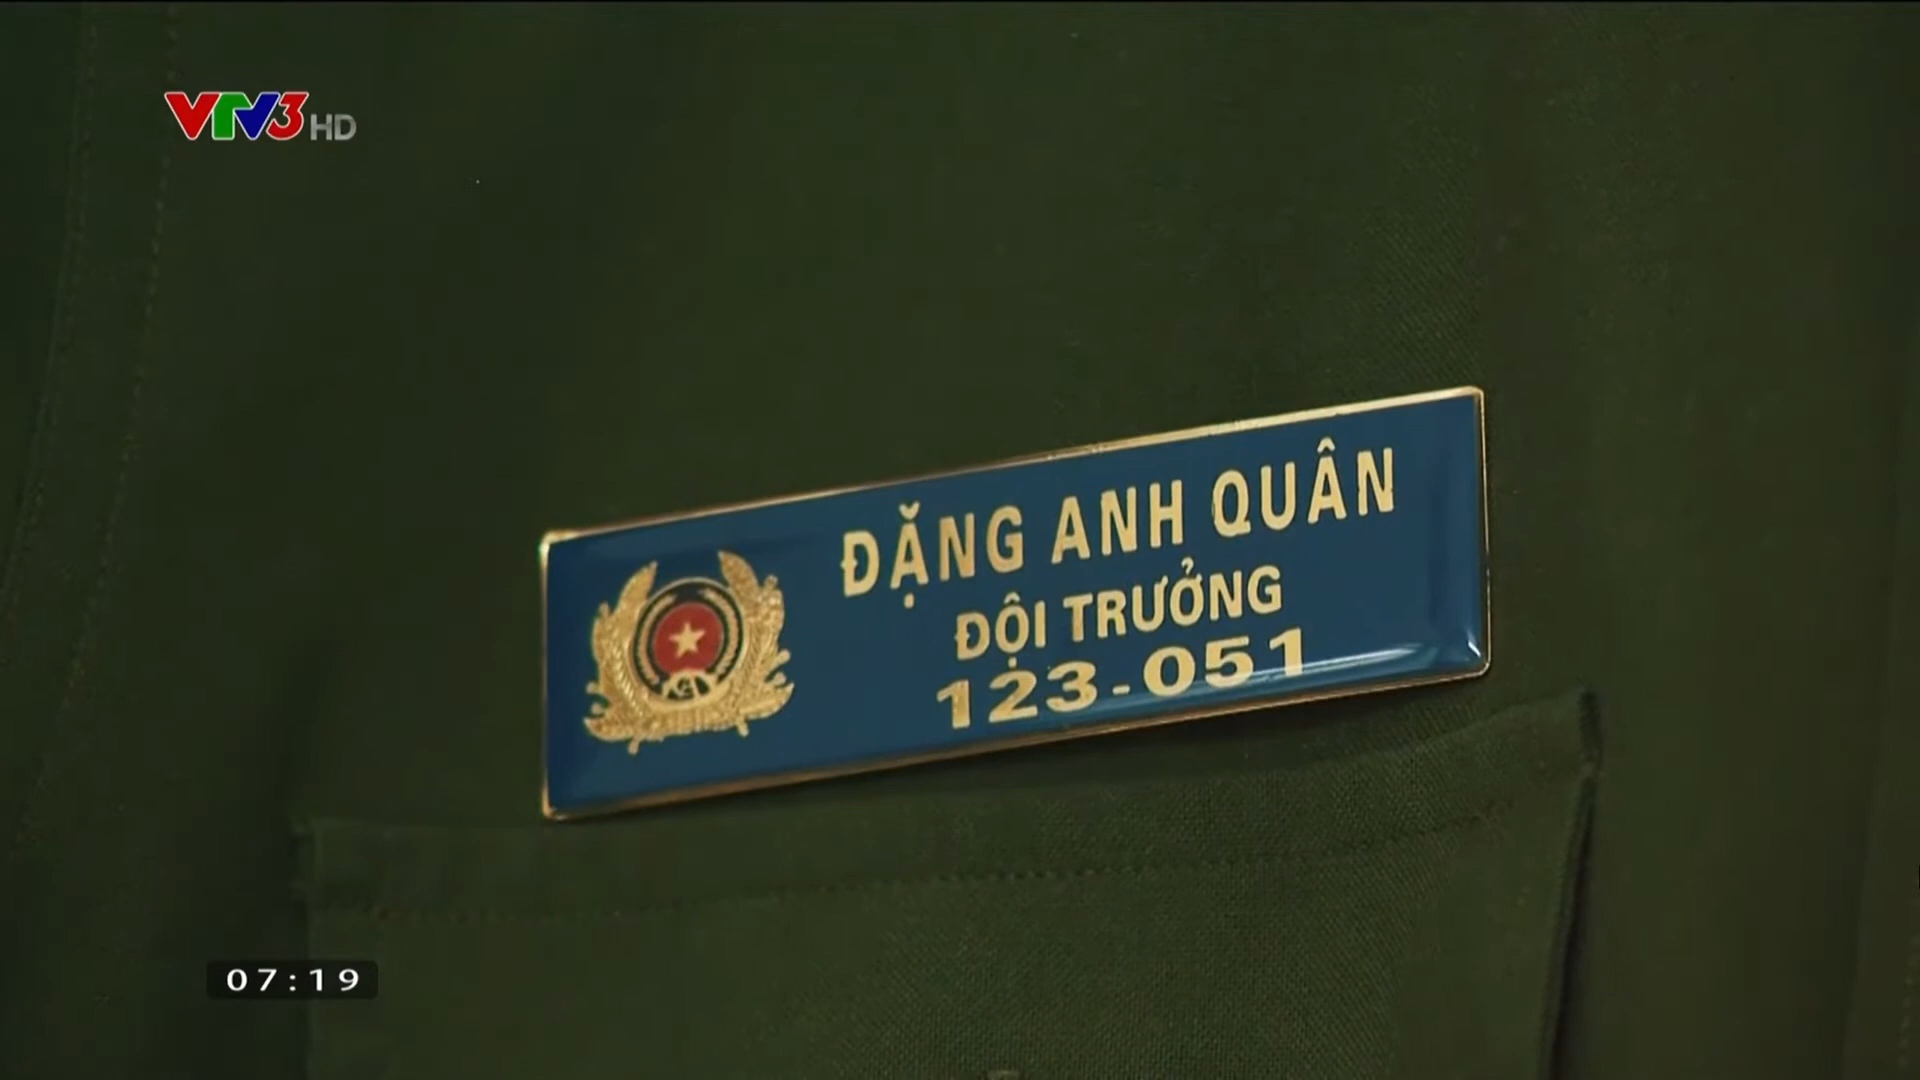 VTV3 HD
ĐẶNG ANH QUÂN
ĐỘI TRƯỞNG
123-051
07:19